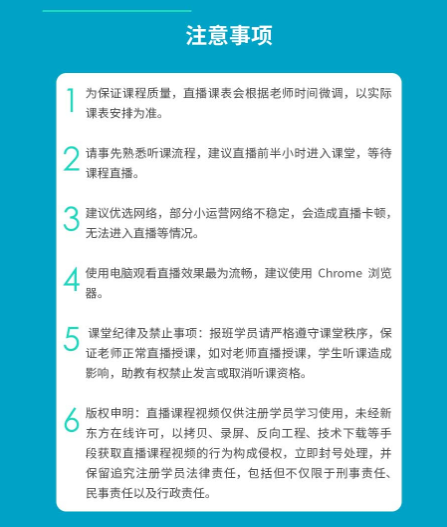 注意事项
1 为保证课程质量，直播课表会根据老师时间微调，以实际
课表安排为准。
2 请事先熟悉听课流程，建议直播前半小时进入课堂，等待
课程直播。
3 建议优选网络，部分小运营网络不稳定，会造成直播卡顿，
无法进入直播等情况。
4 使用电脑观看直播效果最为流畅，建议使用 Chrome 浏览
器。
5 课堂纪律及禁止事项：报班学员请严格遵守课堂秩序，保
证老师正常直播授课，如对老师直播授课，学生听课造成
影响，助教有权禁止发言或取消听课资格。
6 版权申明：直播课程视频仅供注册学员学习使用，未经新
东方在线许可，以拷贝、录屏、反向工程、技术下载等手
段获取直播课程视频的行为构成侵权，立即封号处理，并
保留追究注册学员法律责任，包括但不仅限于刑事责任、
民事责任以及行政责任。